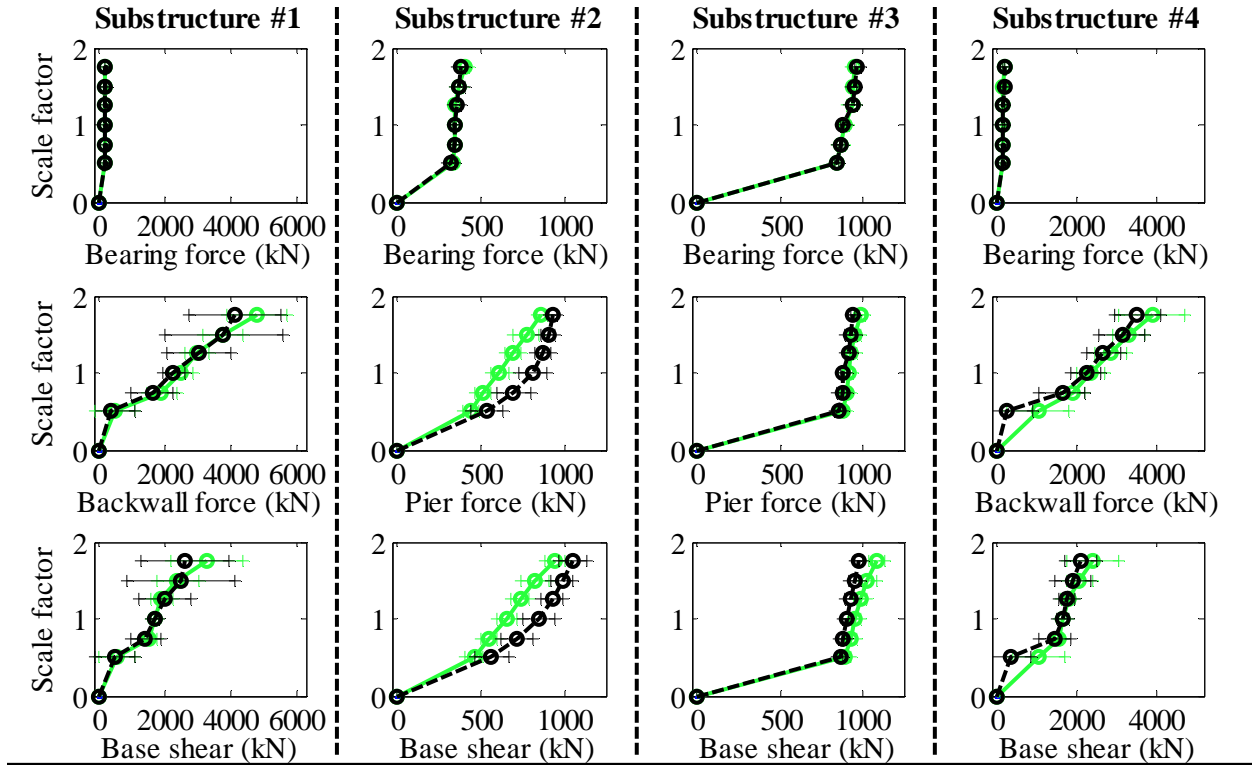 Substructure #1 Substructure #2 Substructure #3 Substructure #4
2 2 2 2
Scale factor
1 1 1 1
0 0 0 0
0 2000 4000 6000 0 500 1000 0 500 1000 0 2000 4000
Bearing force (kN) Bearing force (kN) Bearing force (kN) Bearing force (kN)
2 2 2 2
Scale factor
1 1 1 1
0 0 0 0
0 2000 4000 6000 0 500 1000 0 500 1000 0 2000 4000
Backwall force (kN) Pier force (kN) Pier force (kN) Backwall force (kN)
2 2 2 2
Scale factor
1 1 1 1
0 0 0 0
0 2000 4000 6000 0 500 1000 0 500 1000 0 2000 4000
Base shear (kN) Base shear (kN) Base shear (kN) Base shear (kN)